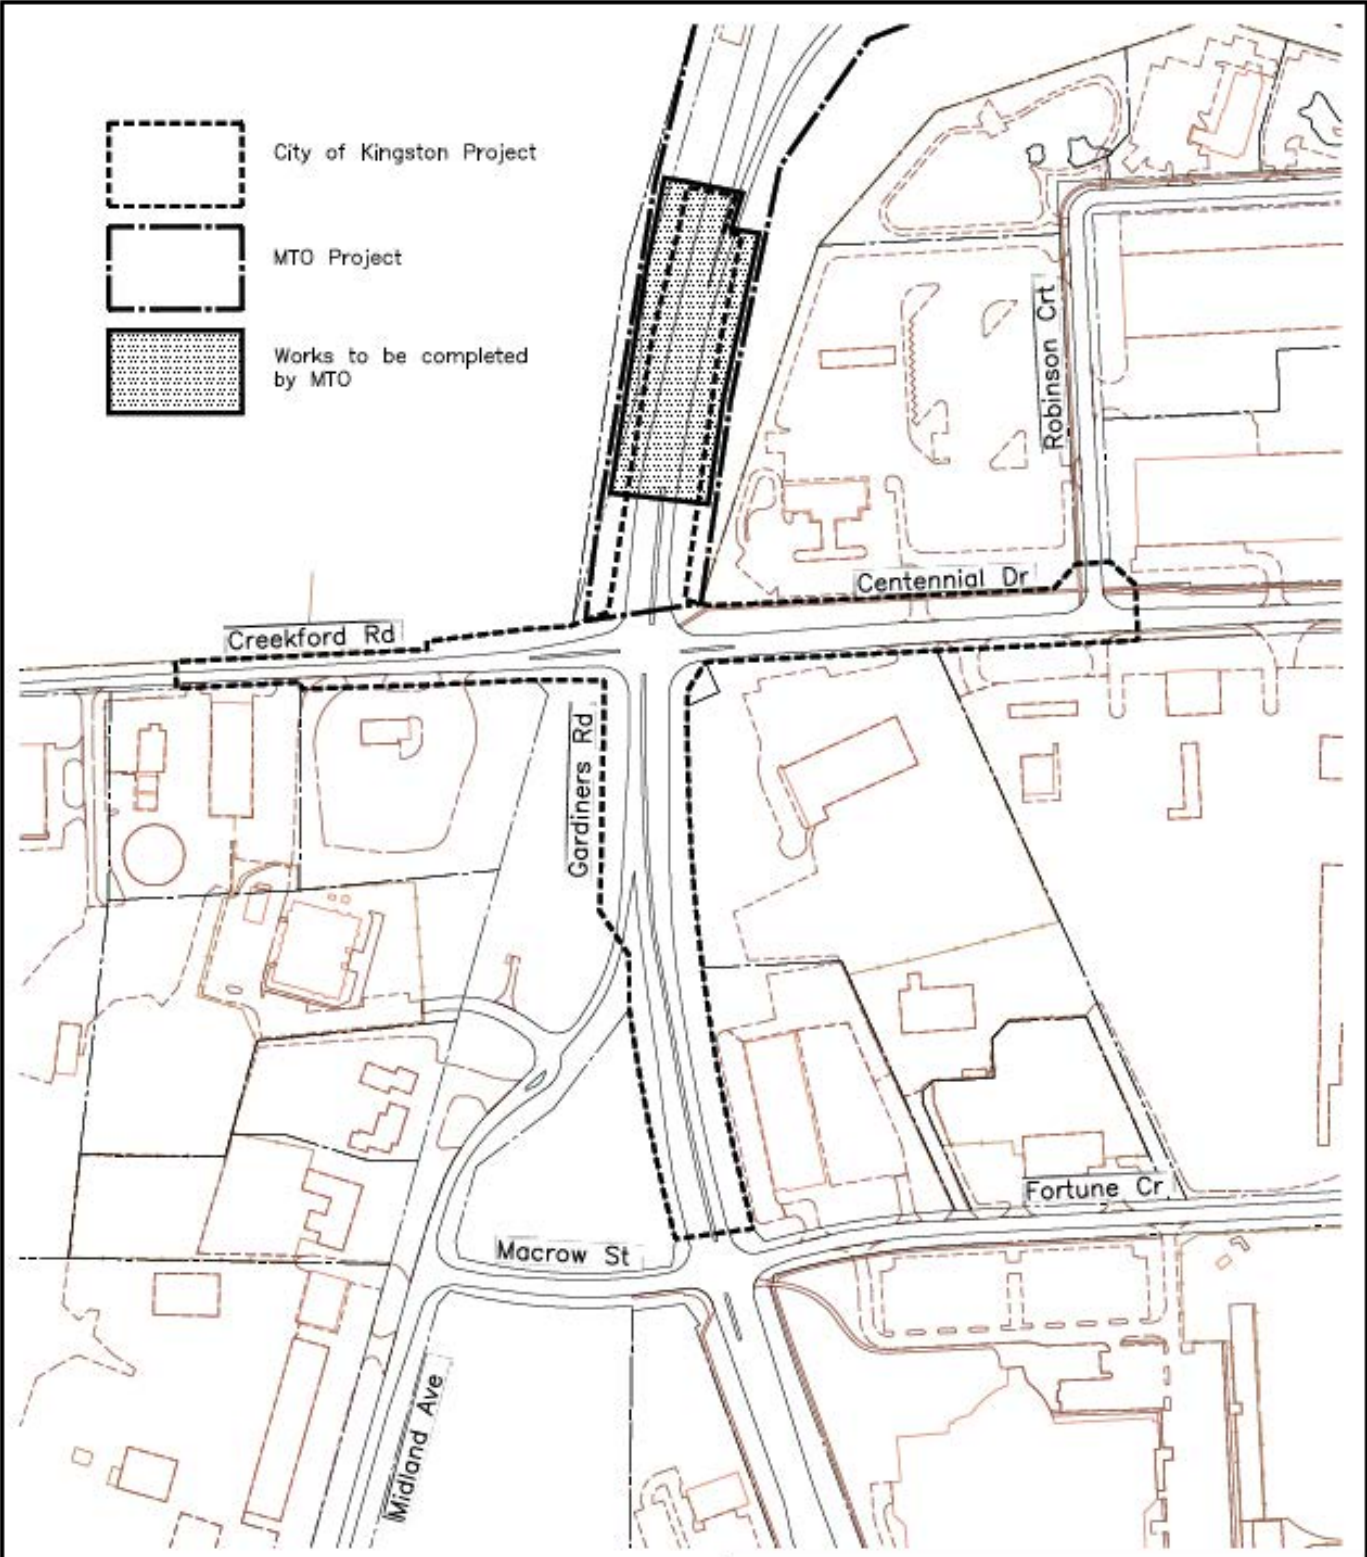 City of Kingston Project
MTO Project
Works to be completed
by MTO
Robinson Crt
Centennial Dr
Creekford Rd
Gardiners Rd
Fortune Cr
Macrow St
Midland Ave